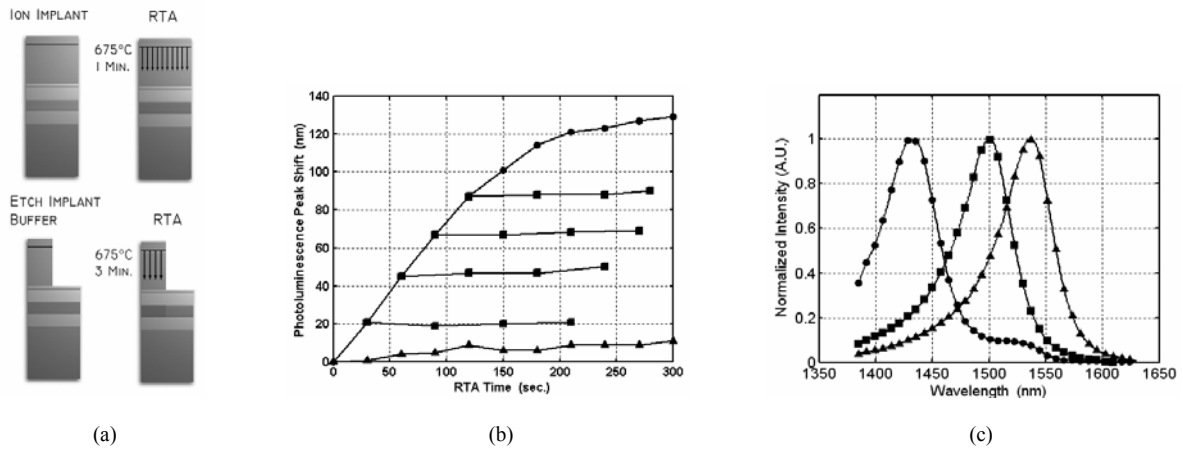 ION IMPLANT
RTA
675°C
1 MIN.
ETCH IMPLANT
BUFFER
RTA
675°C
3 MIN.
(a)
Photoluminescence Peak Shift (nm)
140
120
100
80
60
40
20
0
0 50 100 150 200 250 300
RTA Time (sec.)
(b)
Normalized Intensity (A.U.)
1
0.8
0.6
0.4
0.2
0
1350 1400 1450 1500 1550 1600 1650
Wavelength (nm)
(c)